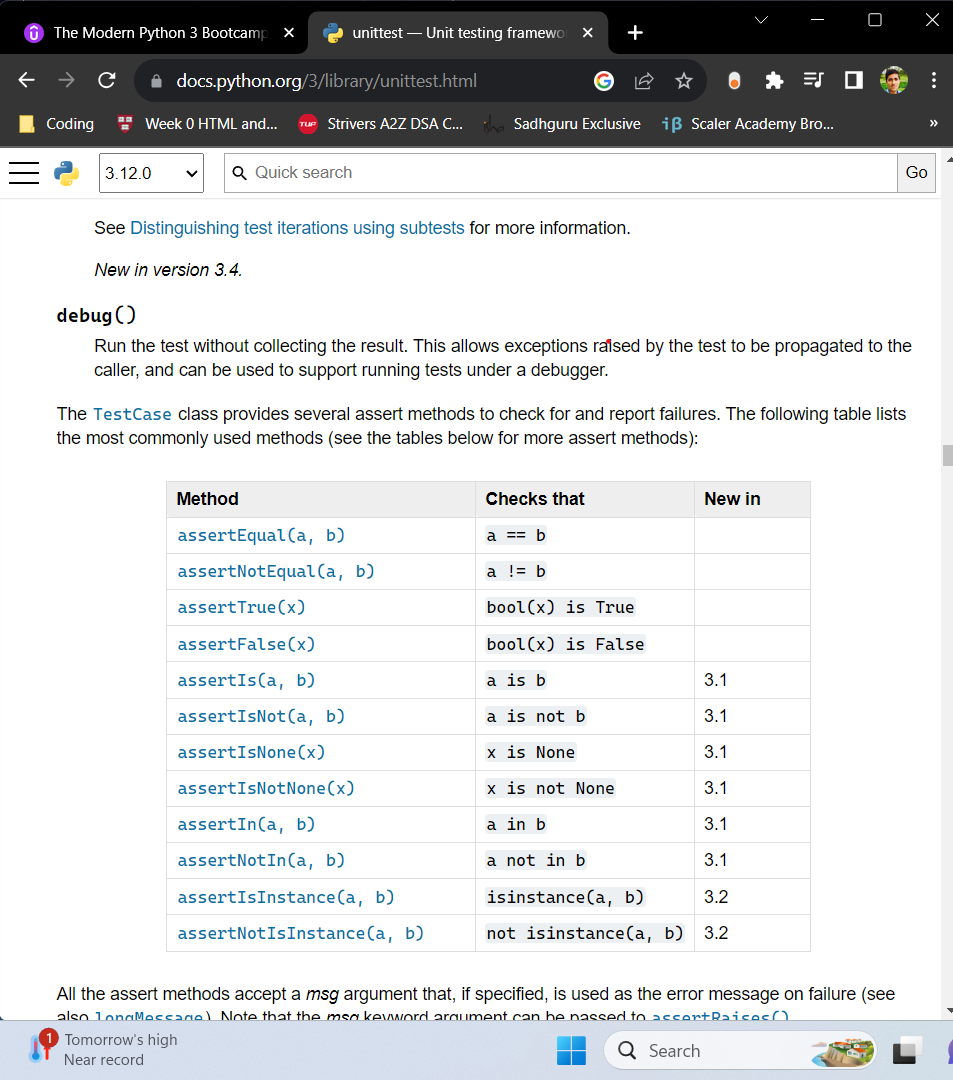 The Modern Python 3 Bootcamp
unittest — Unit testing framewo
docs.python.org/3/library/unittest.html
Coding
Week 0 HTML and...
TUF
Strivers A2Z DSA C...
Sadhguru Exclusive
Scaler Academy Bro...
»
3.12.0
Quick search
Go
See Distinguishing test iterations using subtests for more information.
New in version 3.4.
debug()
Run the test without collecting the result. This allows exceptions raised by the test to be propagated to the
caller, and can be used to support running tests under a debugger.
The TestCase class provides several assert methods to check for and report failures. The following table lists
the most commonly used methods (see the tables below for more assert methods):
Method Checks that New in
assertEqual(a, b) a == b
assertNotEqual(a, b) a != b
assertTrue(x) bool(x) is True
assertFalse(x) bool(x) is False
assertIs(a, b) a is b 3.1
assertIsNot(a, b) a is not b 3.1
assertIsNone(x) x is None 3.1
assertIsNotNone(x) x is not None 3.1
assertIn(a, b) a in b 3.1
assertNotIn(a, b) a not in b 3.1
assertIsInstance(a, b) isinstance(a, b) 3.2
assertNotIsInstance(a, b) not isinstance(a, b) 3.2
All the assert methods accept a msg argument that, if specified, is used as the error message on failure (see
also longMessage). Note that the msg keyword argument can be passed to assertRaises(),
1
Tomorrow's high
Near record
Search